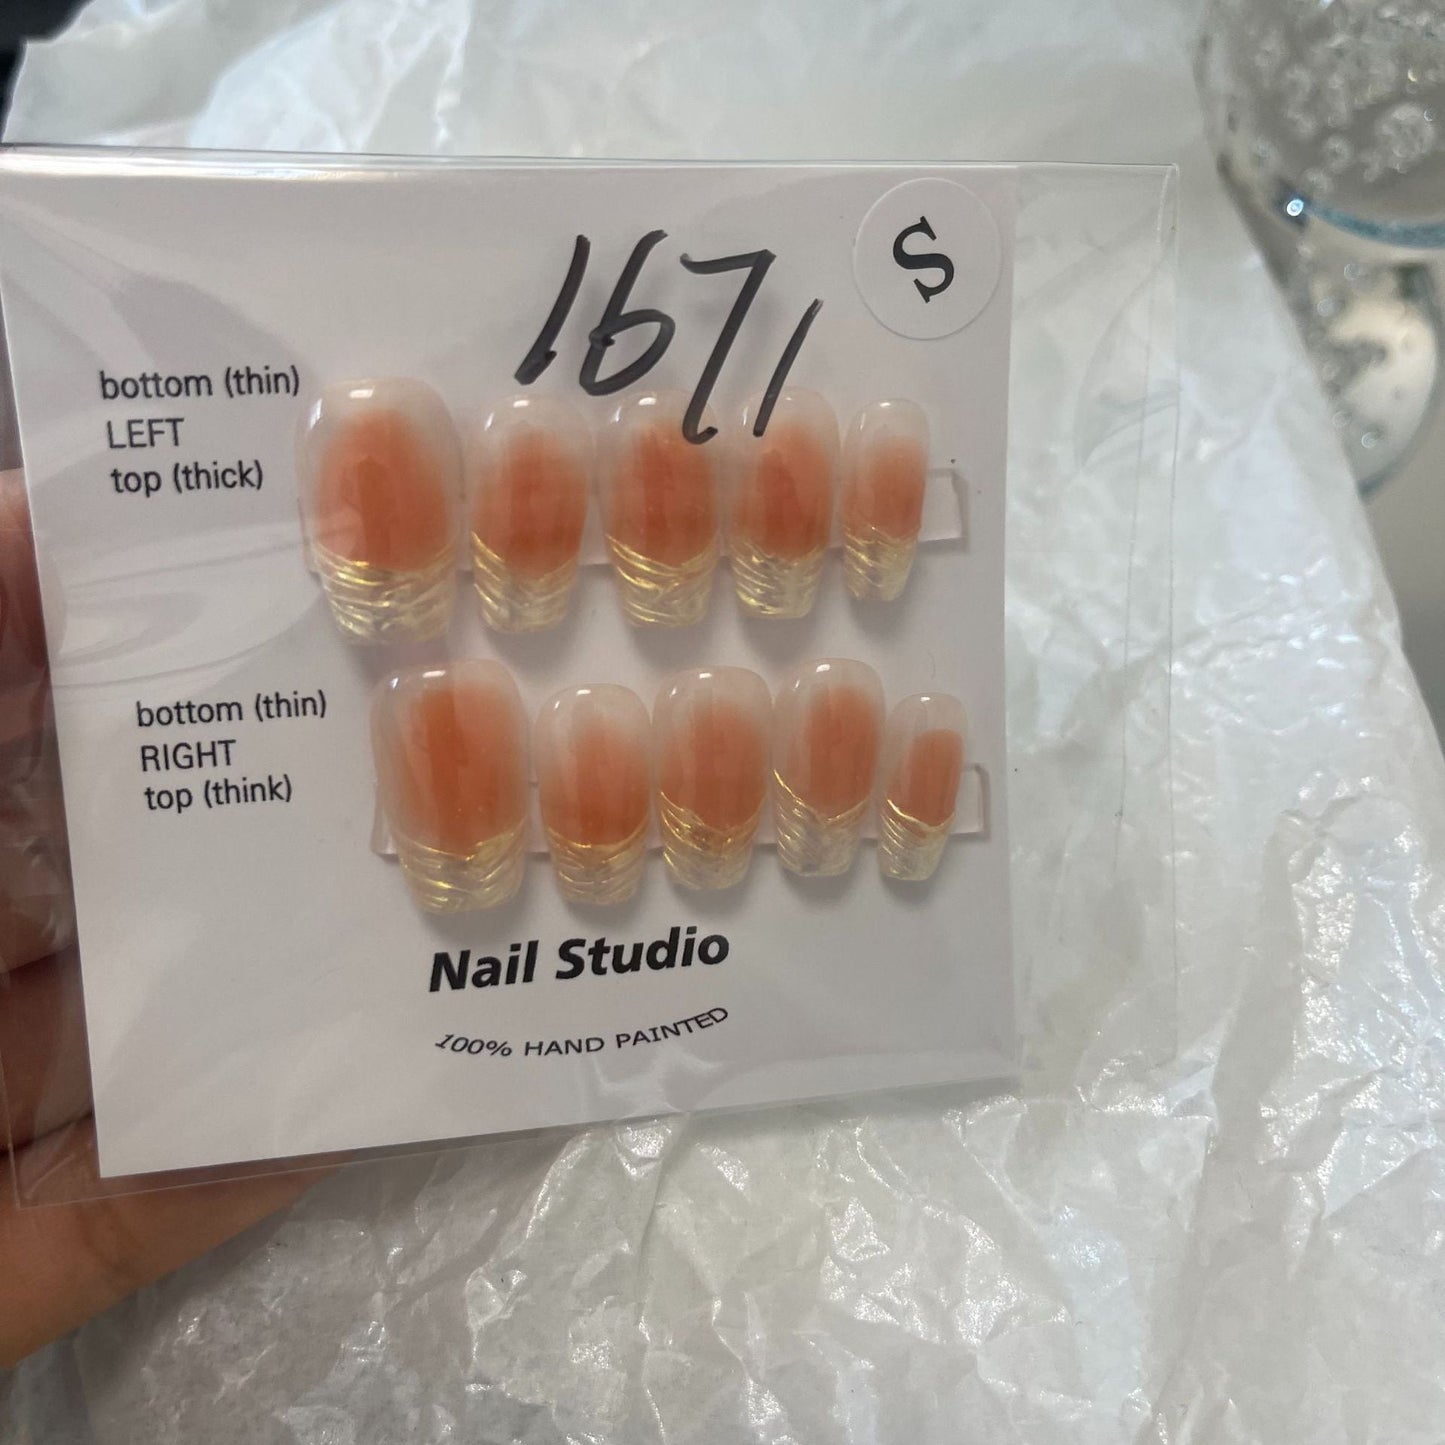 1671
S
bottom (thin)
LEFT
top (thick)
bottom (thin)
RIGHT
top (think)
Nail Studio
100% HAND PAINTED